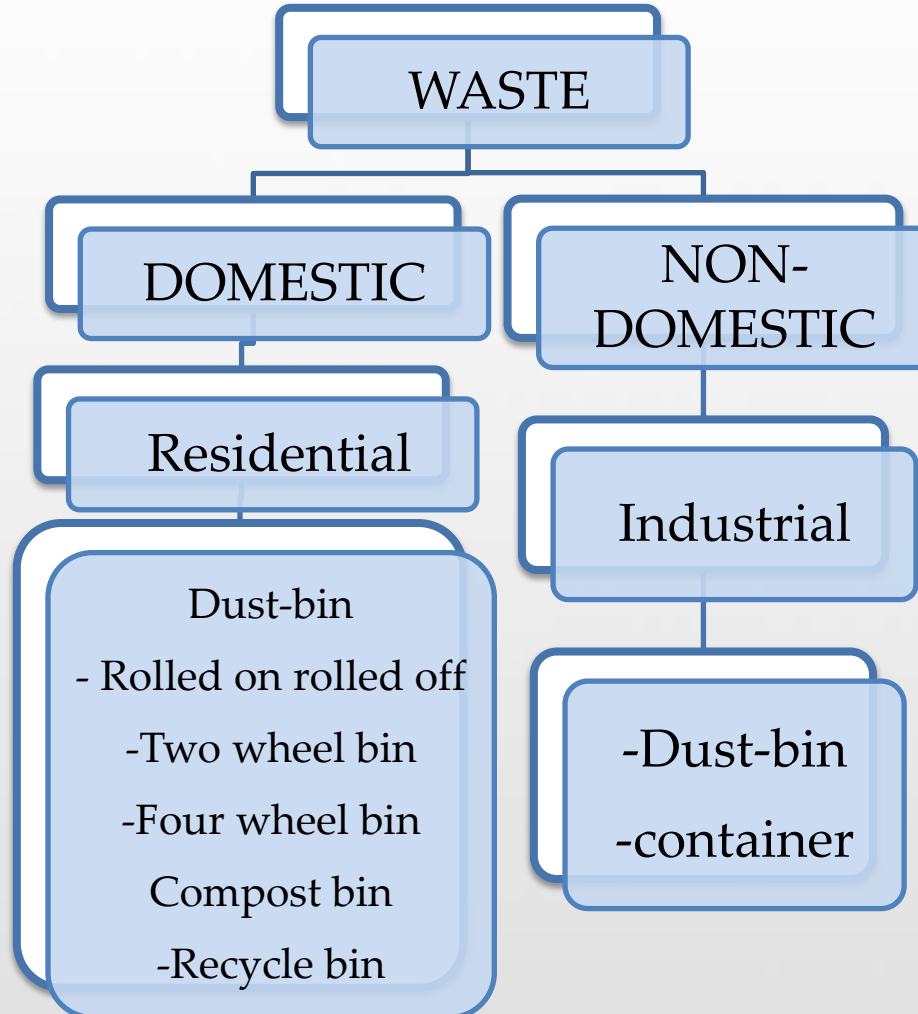 WASTE
DOMESTIC
NON-
DOMESTIC
Residential
Industrial
Dust-bin
- Rolled on rolled off
-Two wheel bin
-Four wheel bin
Compost bin
-Recycle bin
-Dust-bin
-container